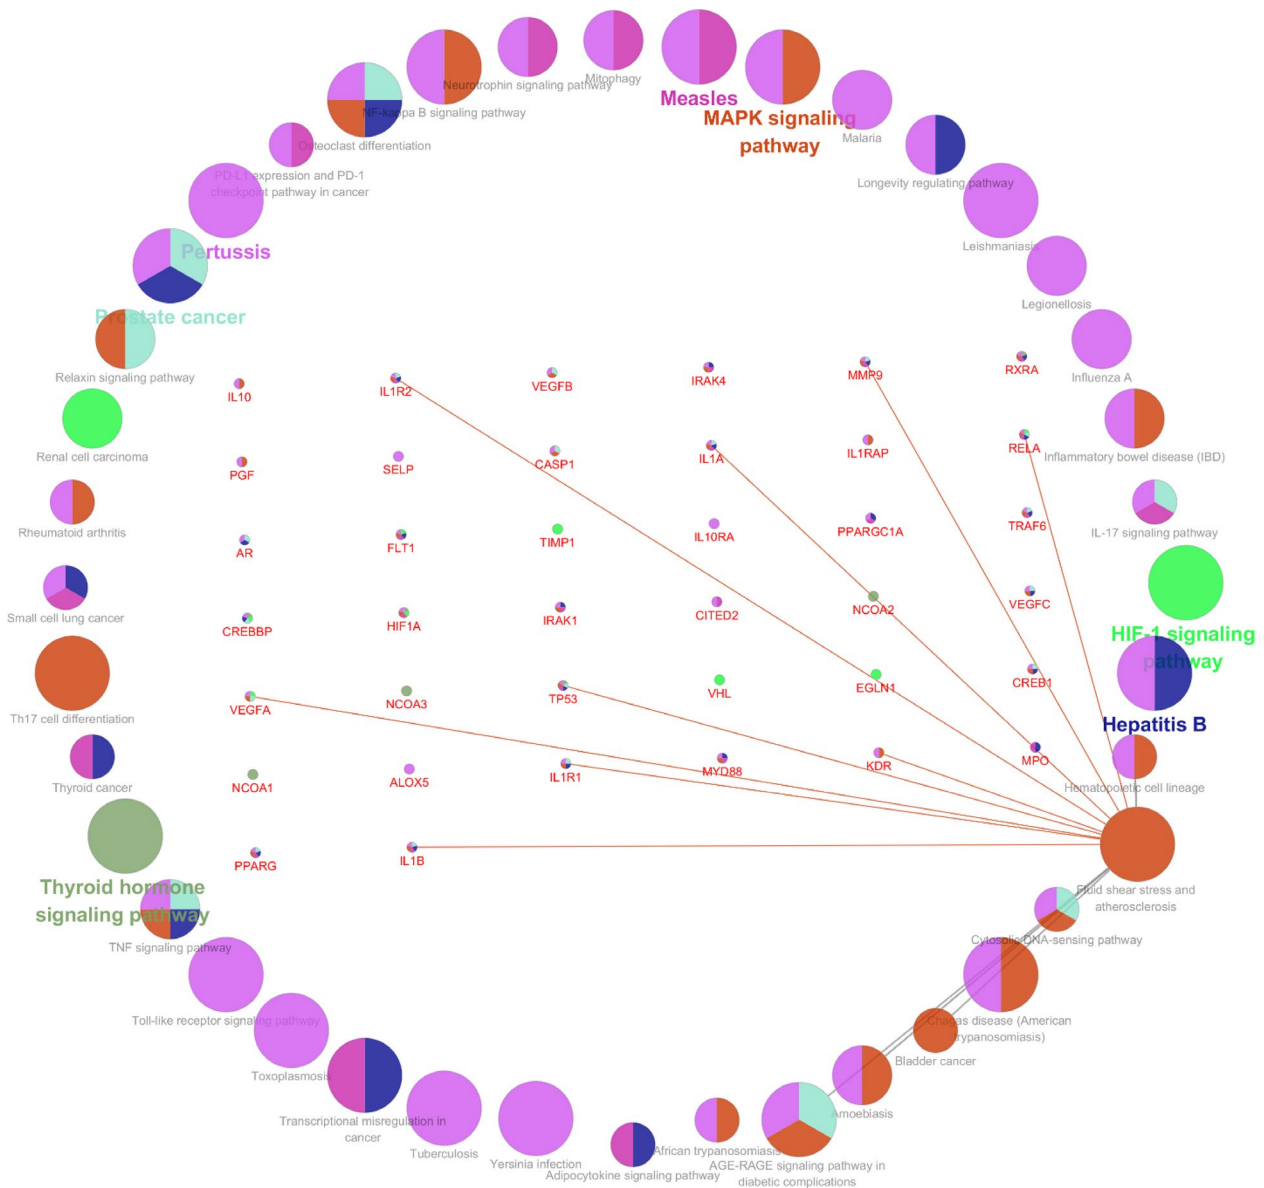 Neurotrophin signaling pathway
Mitophagy
Measles
MAPK signaling
pathway
NF-kappa B signaling pathway
Malaria
Osteoclast differentiation
PD-L1 expression and PD-1
checkpoint pathway in cancer
Longevity regulating pathway
Pertussis
Leishmaniasis
Prostate cancer
Legionellosis
Relaxin signaling pathway
Influenza A
IL10
IL1R2
VEGFB
IRAK4
MMP9
RXRA
Renal cell carcinoma
Inflammatory bowel disease (IBD)
PGF
SELP
CASP1
IL1A
IL1RAP
RELA
Rheumatoid arthritis
IL-17 signaling pathway
AR
FLT1
TIMP1
IL10RA
PPARGC1A
TRAF6
Small cell lung cancer
CREBBP
HIF1A
IRAK1
CITED2
NCOA2
VEGFC
HIF-1 signaling
pathway
Th17 cell differentiation
VEGFA
NCOA3
TP53
VHL
EGLN1
CREB1
Hepatitis B
Thyroid cancer
NCOA1
ALOX5
IL1R1
MYD88
KDR
MPO
Hematopoietic cell lineage
PPARG
IL1B
Thyroid hormone
signaling pathway
Fluid shear stress and
atherosclerosis
TNF signaling pathway
Cytosolic DNA-sensing pathway
Toll-like receptor signaling pathway
Chagas disease (American
trypanosomiasis)
Bladder cancer
Toxoplasmosis
Amoebiasis
Transcriptional misregulation in
cancer
Tuberculosis
Yersinia infection
Adipocytokine signaling pathway
African trypanosomiasis
AGE-RAGE signaling pathway in
diabetic complications